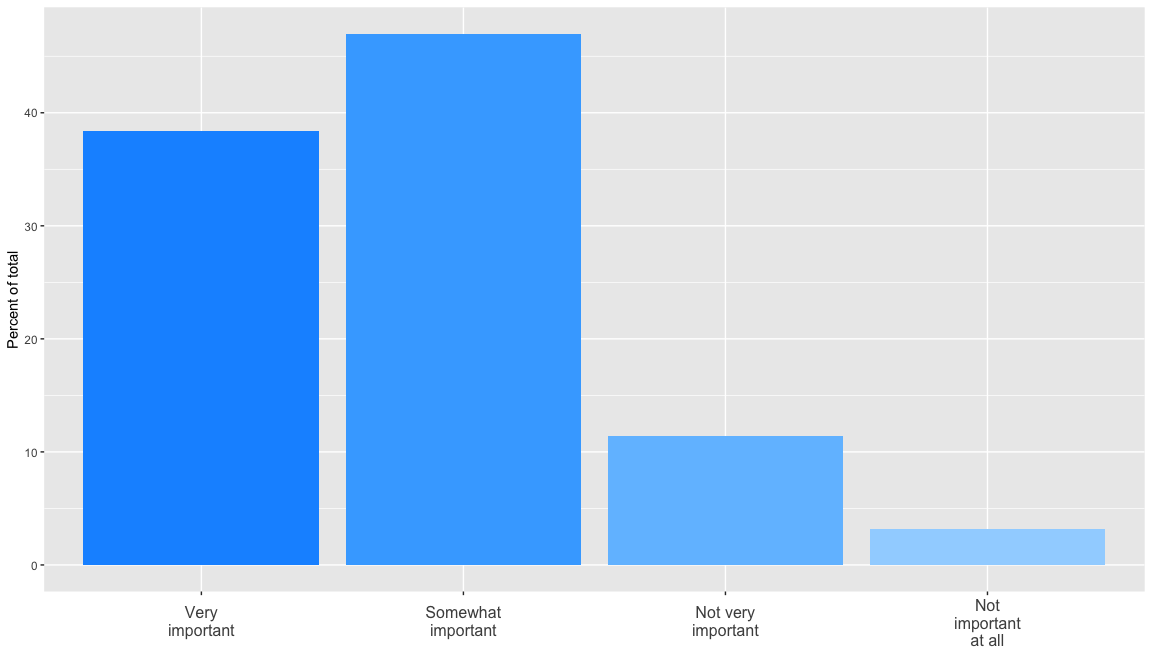 Percent of total
40
30
20
10
0
Very
important
Somewhat
important
Not very
important
Not
important
at all